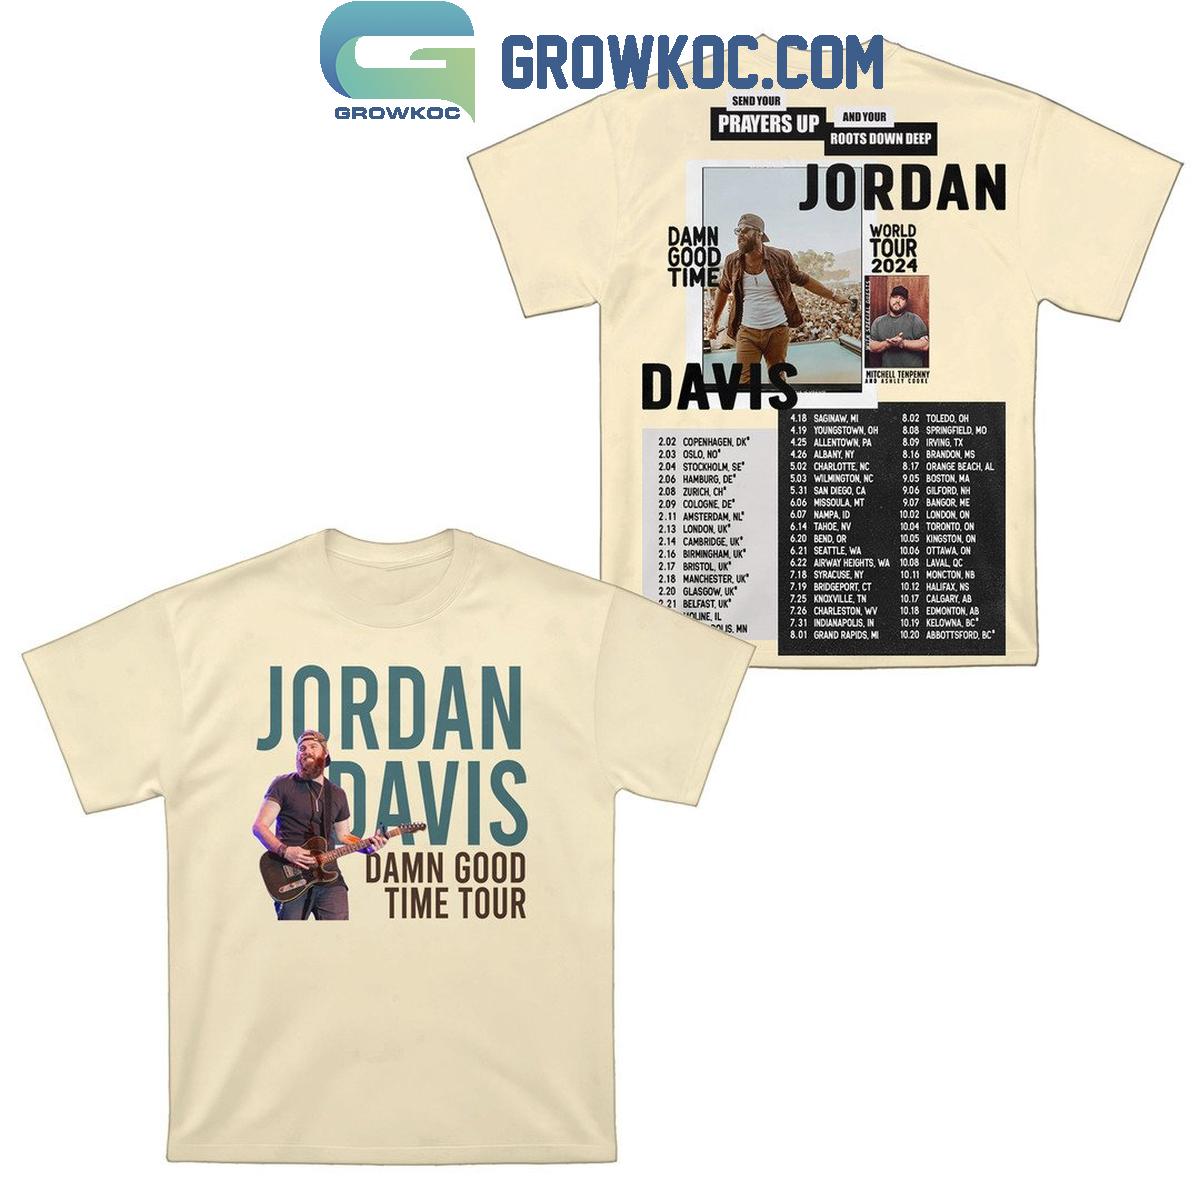 GROWKOC
GROWKOC.COM
SEND YOUR
PRAYERS UP
AND YOUR
ROOTS DOWN DEEP
JORDAN
DAMN
GOOD
TIME
WORLD
TOUR
2024
MITCHELL TENPENNY
AND ASHLEY COOKE
DAVIS
2.02 COPENHAGEN, DK*
2.03 OSLO, NO*
2.04 STOCKHOLM, SE*
2.06 HAMBURG, DE*
2.08 ZURICH, CH*
2.09 COLOGNE, DE*
2.11 AMSTERDAM, NL*
2.13 LONDON, UK*
2.14 CAMBRIDGE, UK*
2.16 BIRMINGHAM, UK*
2.17 BRISTOL, UK*
2.18 MANCHESTER, UK*
2.20 GLASGOW, UK*
2.21 BELFAST, UK*
IL
MN
4.18 SAGINAW, MI
4.19 YOUNGSTOWN, OH
4.25 ALLENTOWN, PA
4.26 ALBANY, NY
5.02 CHARLOTTE, NC
5.03 WILMINGTON, NC
5.31 SAN DIEGO, CA
6.06 MISSOULA, MT
6.07 NAMPA, ID
6.14 TAHOE, NV
6.20 BEND, OR
6.21 SEATTLE, WA
6.22 AIRWAY HEIGHTS, WA
7.18 SYRACUSE, NY
7.19 BRIDGEPORT, CT
7.25 KNOXVILLE, TN
7.26 CHARLESTON, WV
7.31 INDIANAPOLIS, IN
8.01 GRAND RAPIDS, MI
8.02 TOLEDO, OH
8.08 SPRINGFIELD, MO
8.09 IRVING, TX
8.16 BRANDON, MS
8.17 ORANGE BEACH, AL
9.05 BOSTON, MA
9.06 GILFORD, NH
9.07 BANGOR, ME
10.02 LONDON, ON
10.04 TORONTO, ON
10.05 KINGSTON, ON
10.06 OTTAWA, ON
10.08 LAVAL, QC
10.11 MONCTON, NB
10.12 HALIFAX, NS
10.17 CALGARY, AB
10.18 EDMONTON, AB
10.19 KELOWNA, BC*
10.20 ABBOTTSFORD, BC*
JORDAN
DAVIS
DAMN GOOD
TIME TOUR